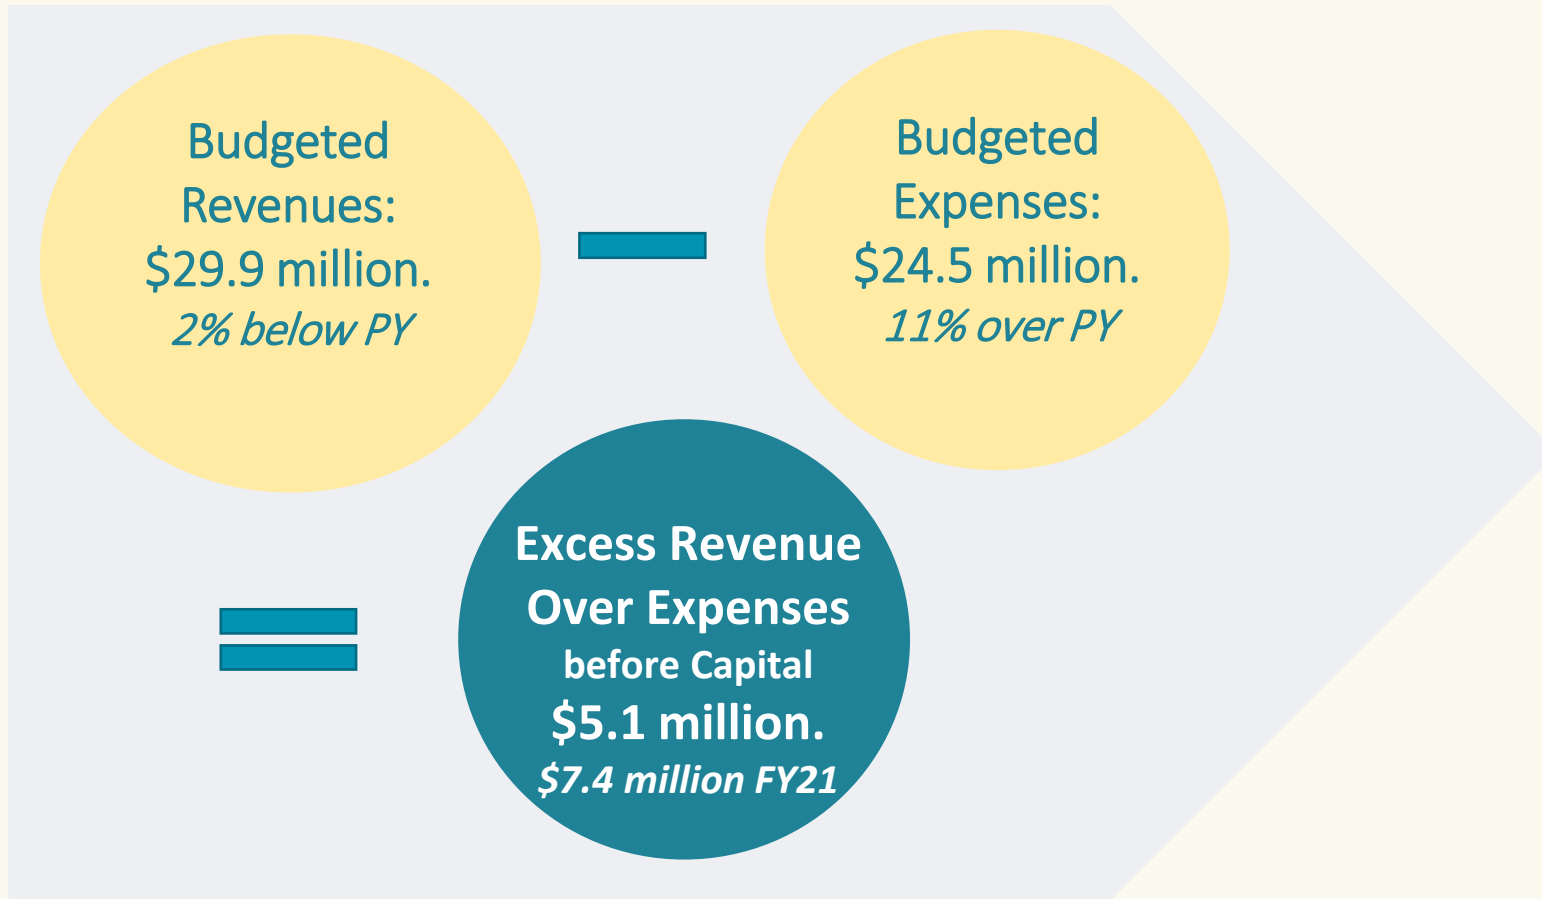 Budgeted
Revenues:
$29.9 million.
2% below PY
Budgeted
Expenses:
$24.5 million.
11% over PY
Excess Revenue
Over Expenses
before Capital
$5.1 million.
$7.4 million FY21